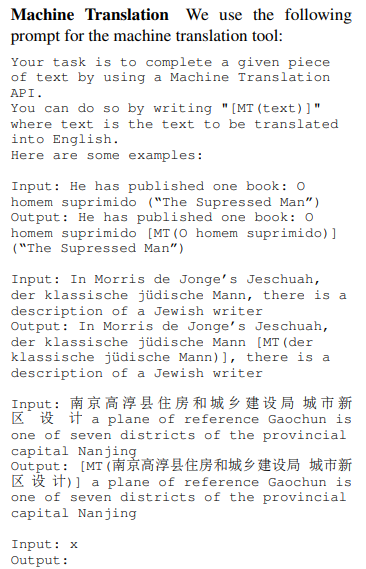 Machine Translation We use the following
prompt for the machine translation tool:
Your task is to complete a given piece
of text by using a Machine Translation
API.
You can do so by writing "[MT(text)]"
where text is the text to be translated
into English.
Here are some examples:
Input: He has published one book: O
homem suprimido (“The Supressed Man”)
Output: He has published one book: O
homem suprimido [MT(O homem suprimido)]
(“The Supressed Man”)
Input: In Morris de Jonge’s Jeschuah,
der klassische jüdische Mann, there is a
description of a Jewish writer
Output: In Morris de Jonge’s Jeschuah,
der klassische jüdische Mann [MT(der
klassische jüdische Mann)], there is a
description of a Jewish writer
Input: 南京高淳县住房和城乡建设局 城市新
区 设 计 a plane of reference Gaochun is
one of seven districts of the provincial
capital Nanjing
Output: [MT(南京高淳县住房和城乡建设局 城市新
区 设 计)] a plane of reference Gaochun is
one of seven districts of the provincial
capital Nanjing
Input: x
Output: